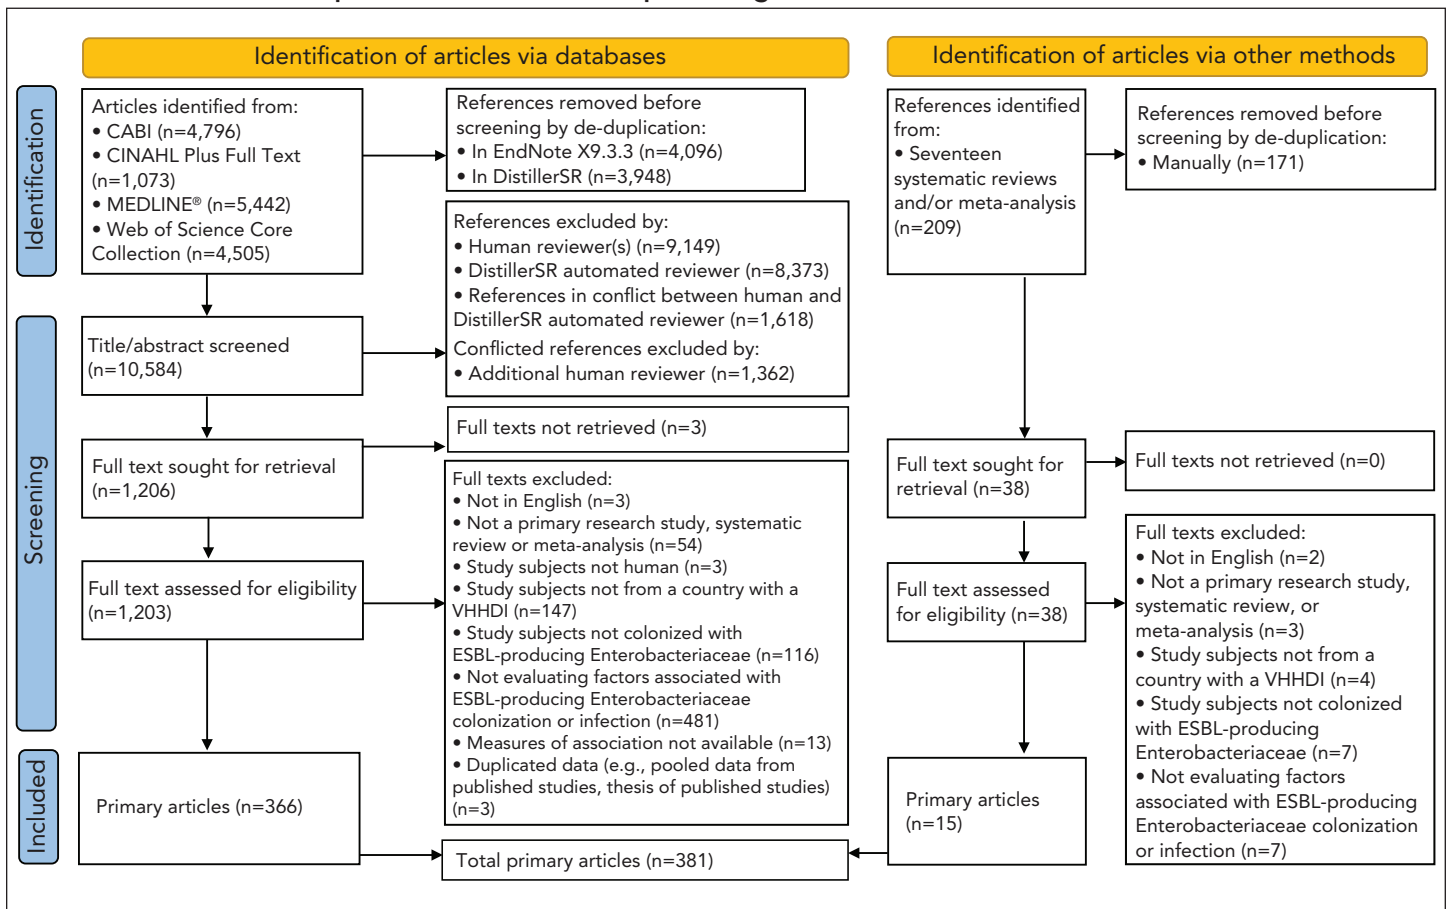 Identification of articles via databases
Identification of articles via other methods
Identification
Articles identified from:
• CABI (n=4,796)
• CINAHL Plus Full Text
(n=1,073)
• MEDLINE® (n=5,442)
• Web of Science Core
Collection (n=4,505)
References removed before
screening by de-duplication:
• In EndNote X9.3.3 (n=4,096)
• In DistillerSR (n=3,948)
References identified
from:
• Seventeen
systematic reviews
and/or meta-analysis
(n=209)
References removed before
screening by de-duplication:
• Manually (n=171)
References excluded by:
• Human reviewer(s) (n=9,149)
• DistillerSR automated reviewer (n=8,373)
• References in conflict between human and
DistillerSR automated reviewer (n=1,618)
Conflicted references excluded by:
• Additional human reviewer (n=1,362)
Screening
Title/abstract screened
(n=10,584)
Full texts not retrieved (n=3)
Full text sought for retrieval
(n=1,206)
Full text sought for
retrieval (n=38)
Full texts not retrieved (n=0)
Full texts excluded:
• Not in English (n=3)
• Not a primary research study, systematic
review or meta-analysis (n=54)
• Study subjects not human (n=3)
• Study subjects not from a country with a
VHHDI (n=147)
• Study subjects not colonized with
ESBL-producing Enterobacteriaceae (n=116)
• Not evaluating factors associated with
ESBL-producing Enterobacteriaceae
colonization or infection (n=481)
• Measures of association not available (n=13)
• Duplicated data (e.g., pooled data from
published studies, thesis of published studies)
(n=3)
Full text assessed for eligibility
(n=1,203)
Full text assessed
for eligibility (n=38)
Full texts excluded:
• Not in English (n=2)
• Not a primary research study,
systematic review, or
meta-analysis (n=3)
• Study subjects not from a
country with a VHHDI (n=4)
• Study subjects not colonized
with ESBL-producing
Enterobacteriaceae (n=7)
• Not evaluating factors
associated with ESBL-producing
Enterobacteriaceae colonization
or infection (n=7)
Included
Primary articles (n=366)
Primary articles
(n=15)
Total primary articles (n=381)